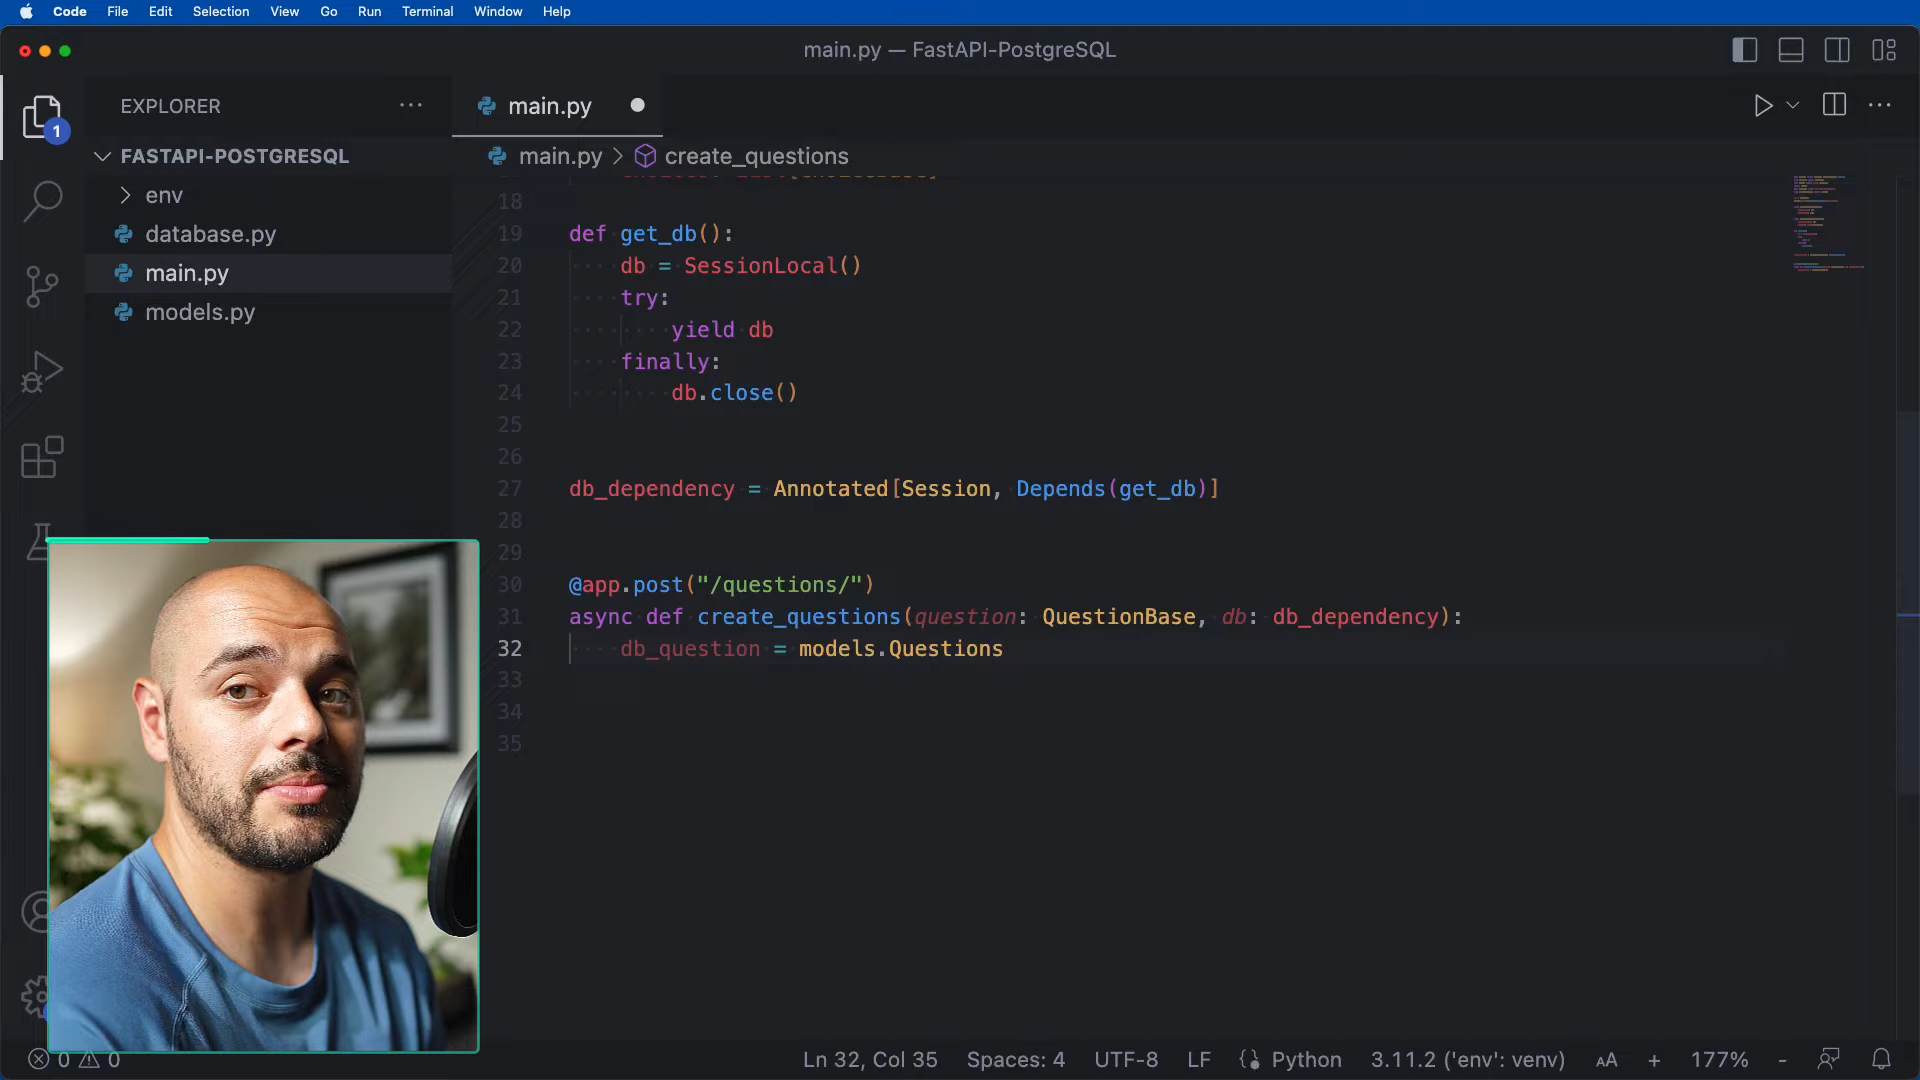 Code File Edit Selection View Go Run Terminal Window Help
main.py — FastAPI-PostgreSQL
EXPLORER
main.py
1
FASTAPI-POSTGRESQL
main.py > create_questions
env
database.py
main.py
models.py
18
19 def get_db():
20 db = SessionLocal()
21 try:
22 yield db
23 finally:
24 db.close()
25
26
27 db_dependency = Annotated[Session, Depends(get_db)]
28
29
30 @app.post("/questions/")
31 async def create_questions(question: QuestionBase, db: db_dependency):
32 db_question = models.Questions
33
34
35
0 0 Ln 32, Col 35 Spaces: 4 UTF-8 LF Python 3.11.2 ('env': venv) AA + 177% -